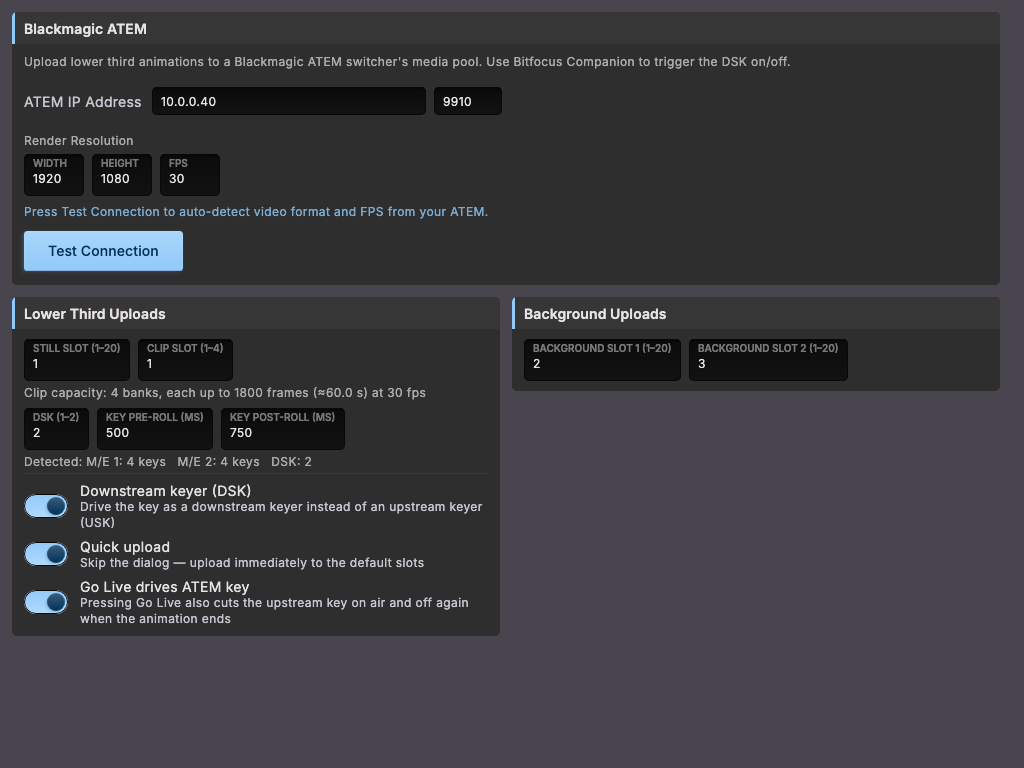 Blackmagic ATEM
Upload lower third animations to a Blackmagic ATEM switcher's media pool. Use Bitfocus Companion to trigger the DSK on/off.
ATEM IP Address 10.0.0.40 9910
Render Resolution
WIDTH HEIGHT FPS
1920 1080 30
Press Test Connection to auto-detect video format and FPS from your ATEM.
Test Connection
Lower Third Uploads
STILL SLOT (1–20) CLIP SLOT (1–4)
1 1
Clip capacity: 4 banks, each up to 1800 frames (≈60.0 s) at 30 fps
DSK (1–2) KEY PRE-ROLL (MS) KEY POST-ROLL (MS)
2 500 750
Detected: M/E 1: 4 keys M/E 2: 4 keys DSK: 2
Downstream keyer (DSK)
Drive the key as a downstream keyer instead of an upstream keyer
(USK)
Quick upload
Skip the dialog — upload immediately to the default slots
Go Live drives ATEM key
Pressing Go Live also cuts the upstream key on air and off again
when the animation ends
Background Uploads
BACKGROUND SLOT 1 (1–20) BACKGROUND SLOT 2 (1–20)
2 3